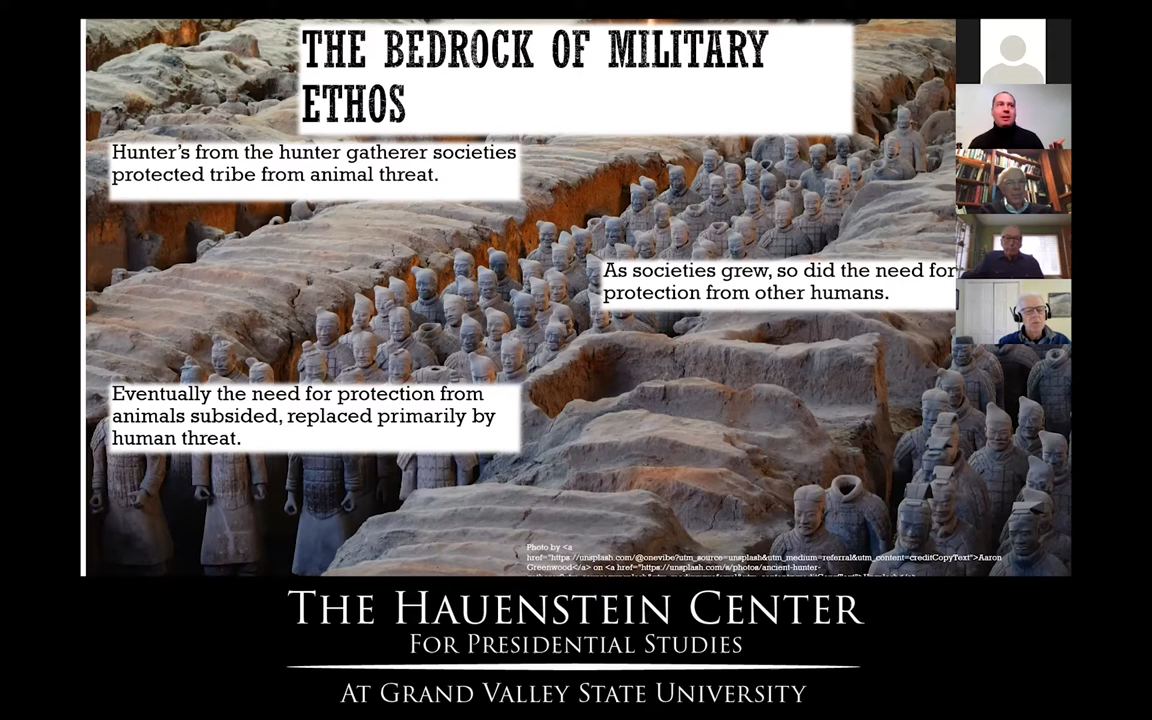 THE BEDROCK OF MILITARY
ETHOS
Hunter's from the hunter gatherer societies
protected tribe from animal threat.
As societies grew, so did the need for
protection from other humans.
Eventually the need for protection from
animals subsided, replaced primarily by
human threat.
Photo by <a
href="https://unsplash.com/@onevibe?utm_source=unsplash&utm_medium=referral&utm_content=creditCopyText">Aaron
Greenwood</a> on <a href="https://unsplash.com/s/photos/ancient-hunter-
THE HAUENSTEIN CENTER
FOR PRESIDENTIAL STUDIES
AT GRAND VALLEY STATE UNIVERSITY